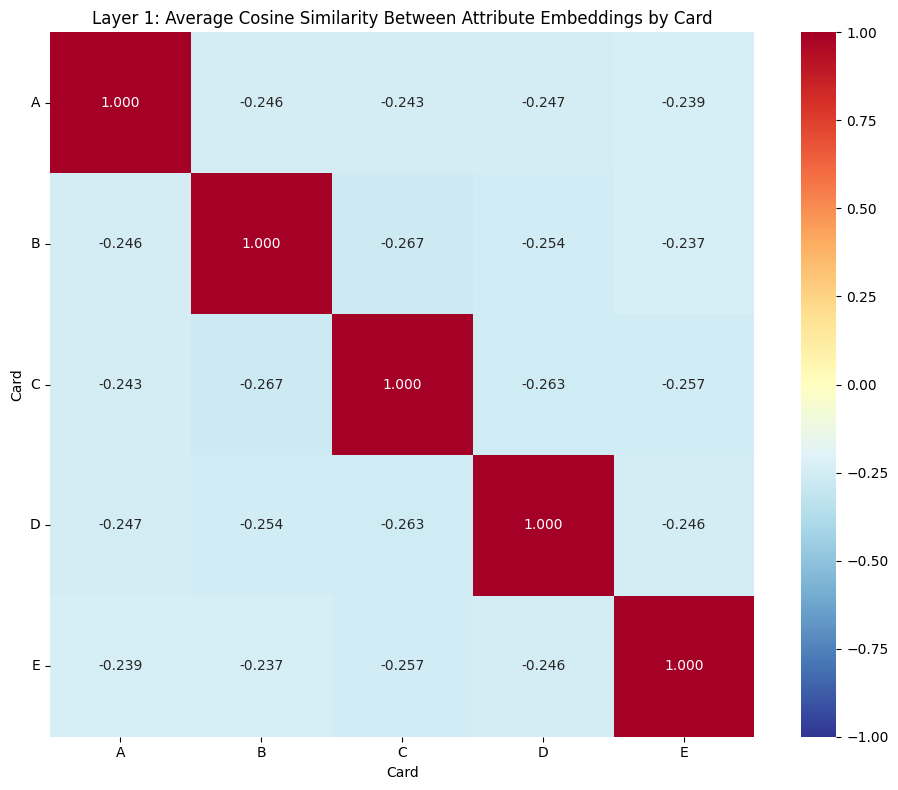 Layer 1: Average Cosine Similarity Between Attribute Embeddings by Card
A 1.000 -0.246 -0.243 -0.247 -0.239
B -0.246 1.000 -0.267 -0.254 -0.237
C -0.243 -0.267 1.000 -0.263 -0.257
D -0.247 -0.254 -0.263 1.000 -0.246
E -0.239 -0.237 -0.257 -0.246 1.000
A B C D E
Card
Card
1.00
0.75
0.50
0.25
0.00
−0.25
−0.50
−0.75
−1.00